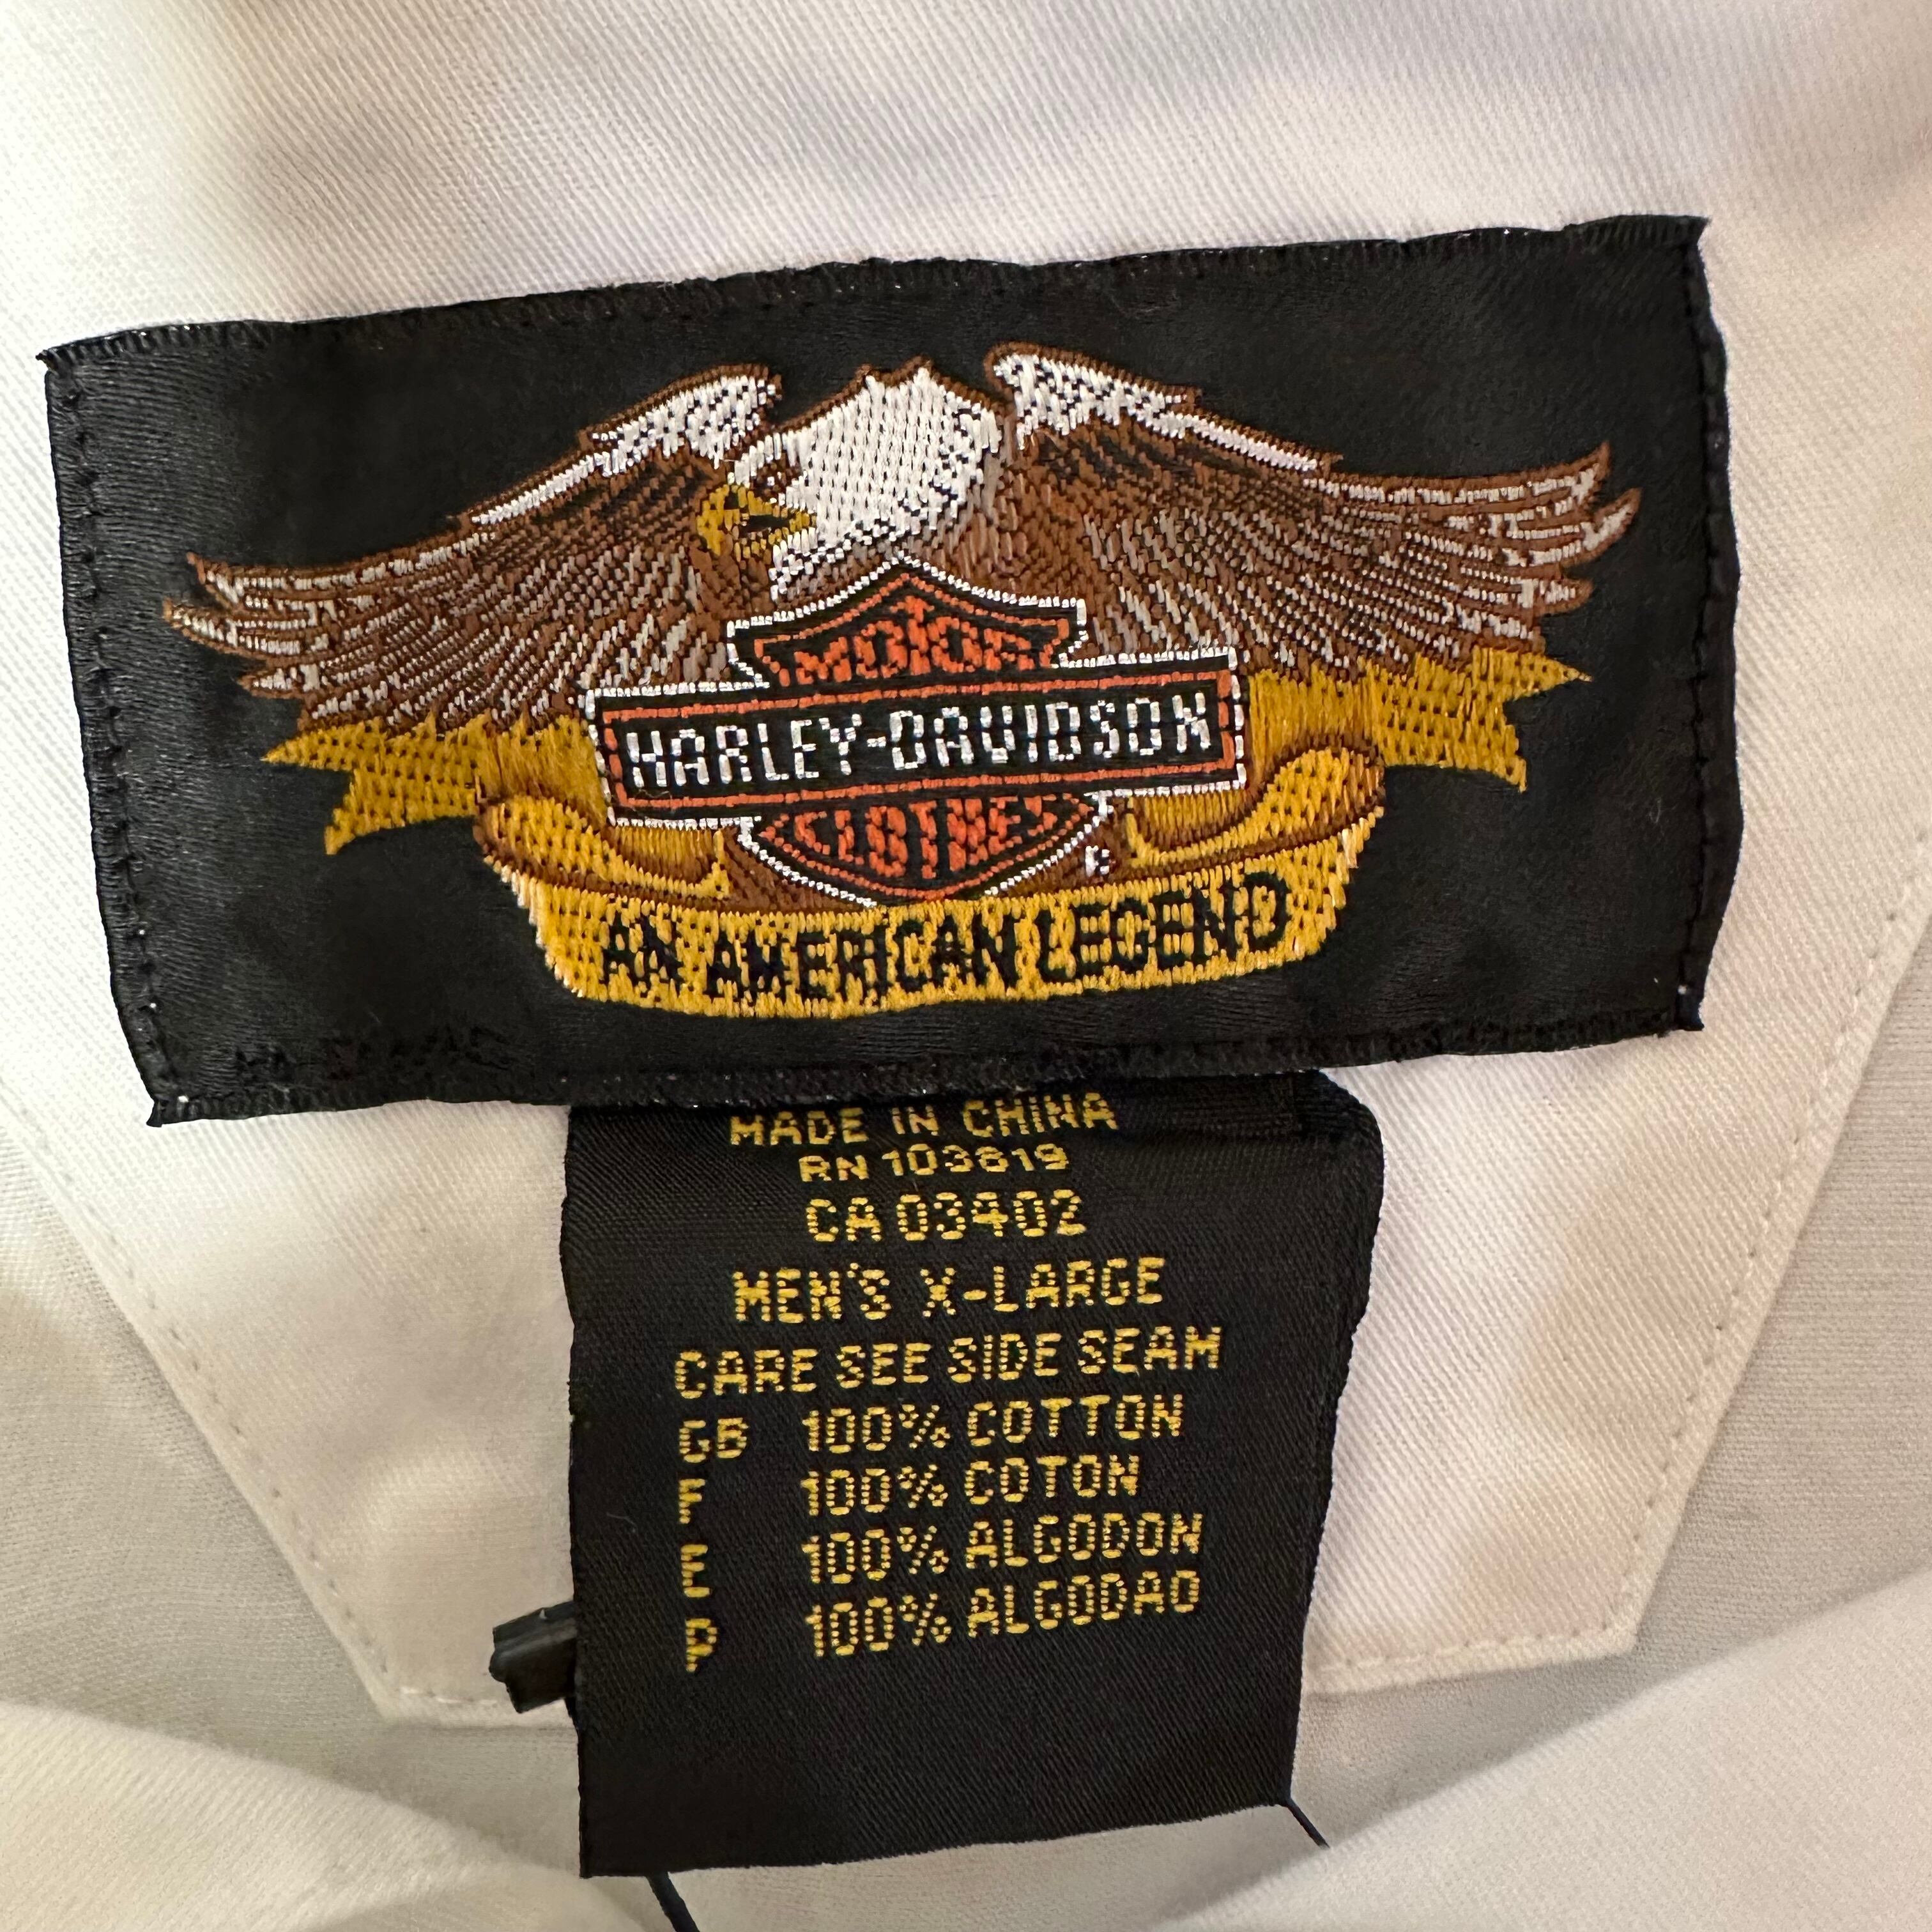 MOTOR
HARLEY-DAVIDSON
CLOTHES
®
AN AMERICAN LEGEND
MADE IN CHINA
RN 103819
CA 03402
MEN'S X-LARGE
CARE SEE SIDE SEAM
GB 100% COTTON
F 100% COTON
E 100% ALGODON
P 100% ALGODAO